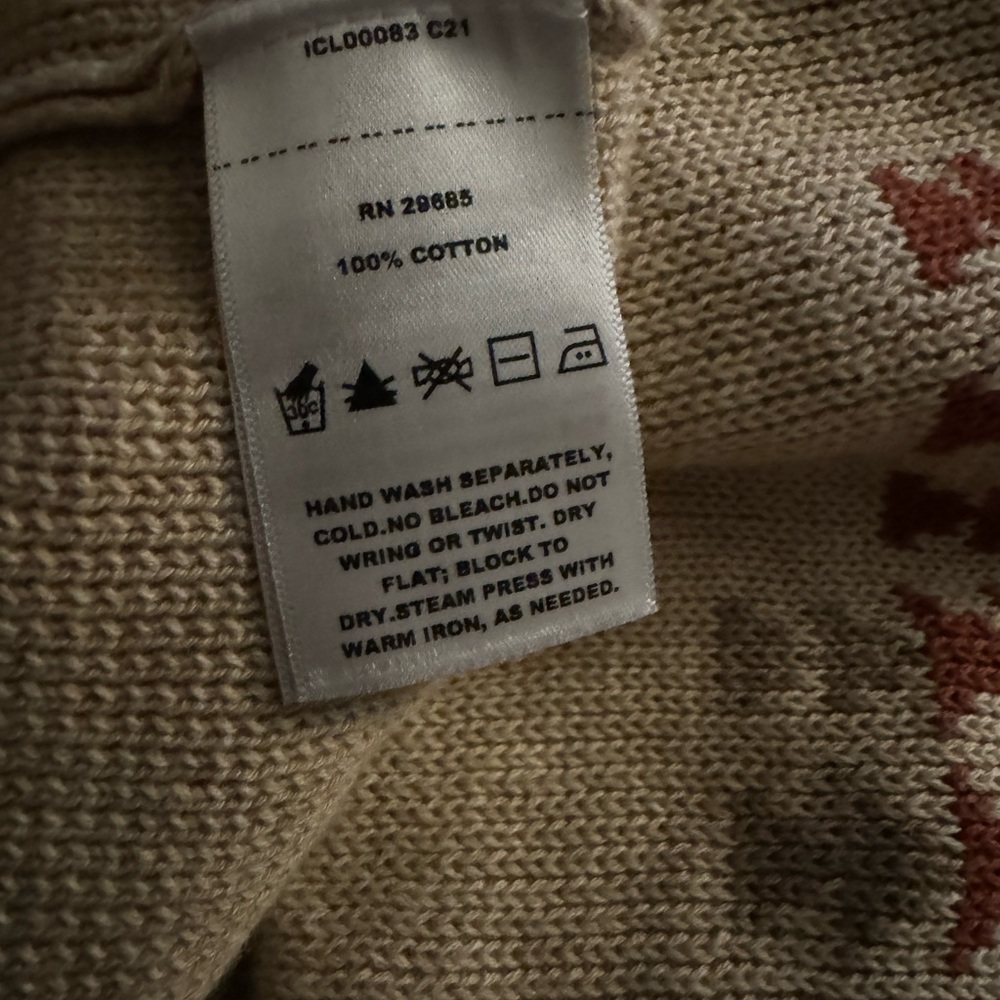 ICL00083 C21
RN 29685
100% COTTON
30c
HAND WASH SEPARATELY,
COLD.NO BLEACH.DO NOT
WRING OR TWIST. DRY
FLAT; BLOCK TO
DRY.STEAM PRESS WITH
WARM IRON, AS NEEDED.